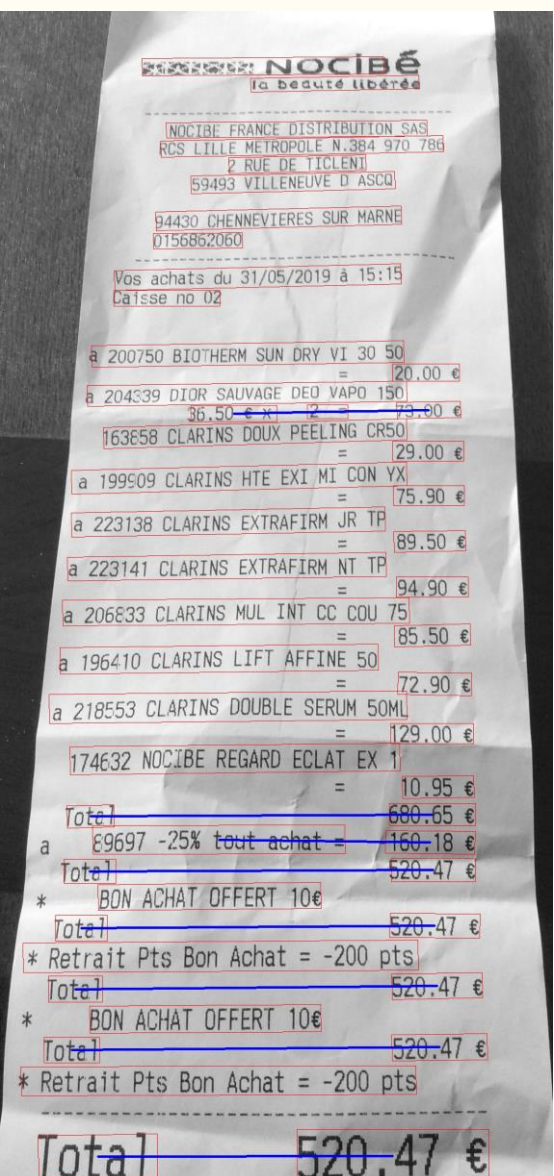 NOCIBÉ
la beauté libérée
NOCIBE FRANCE DISTRIBUTION SAS
RCS LILLE METROPOLE N.384 970 786
2 RUE DE TICLENI
59493 VILLENEUVE D ASCQ
94430 CHENNEVIERES SUR MARNE
0156862060
Vos achats du 31/05/2019 à 15:15
Caisse no 02
a 200750 BIOTHERM SUN DRY VI 30 50
= 20.00 €
a 204339 DIOR SAUVAGE DEO VAPO 150
36.50 € x 2 = 73.00 €
163858 CLARINS DOUX PEELING CR50
= 29.00 €
a 199909 CLARINS HTE EXI MI CON YX
= 75.90 €
a 223138 CLARINS EXTRAFIRM JR TP
= 89.50 €
a 223141 CLARINS EXTRAFIRM NT TP
= 94.90 €
a 206833 CLARINS MUL INT CC COU 75
= 85.50 €
a 196410 CLARINS LIFT AFFINE 50
= 72.90 €
a 218553 CLARINS DOUBLE SERUM 50ML
= 129.00 €
174632 NOCIBE REGARD ECLAT EX 1
= 10.95 €
Total 680.65 €
a 89697 -25% tout achat = 160.18 €
Total 520.47 €
* BON ACHAT OFFERT 10€
Total 520.47 €
* Retrait Pts Bon Achat = -200 pts
Total 520.47 €
* BON ACHAT OFFERT 10€
Total 520.47 €
* Retrait Pts Bon Achat = -200 pts
Total 520.47 €